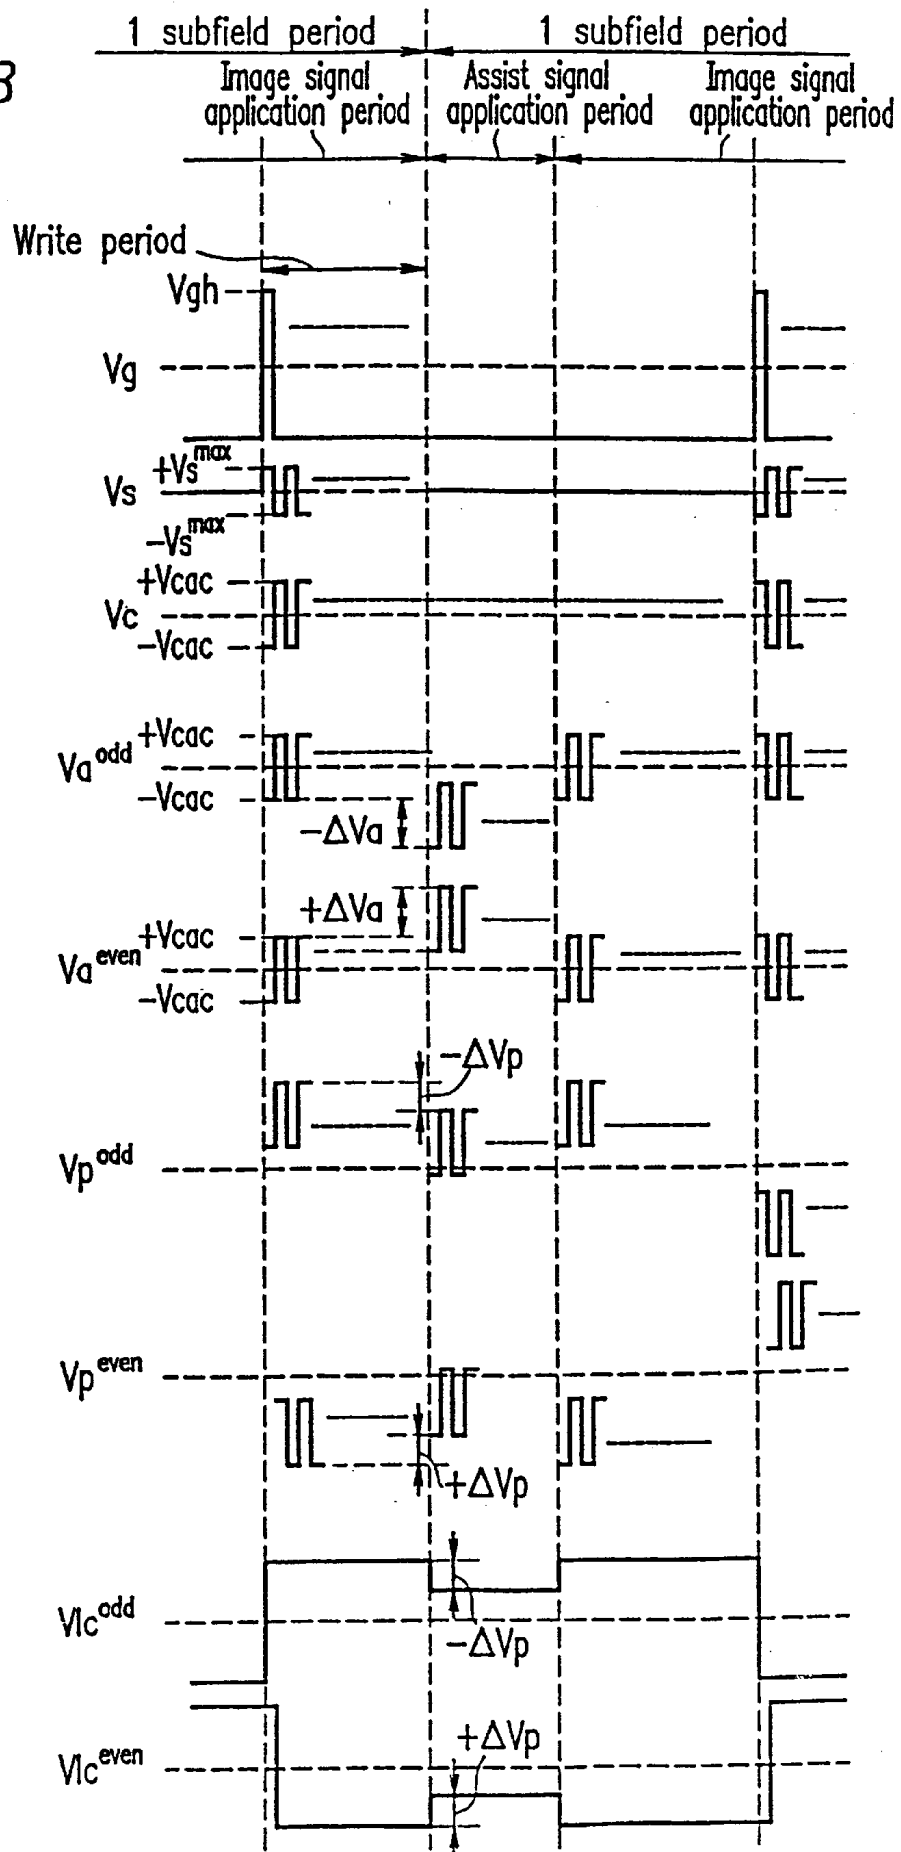 1 subfield period 1 subfield period
3
Image signal application period
Assist signal application period
Image signal application period
Write period
Vgh
Vg
+Vs^max
Vs
−Vs^max
+Vcac
Vc
−Vcac
Va^odd
+Vcac
−Vcac
−ΔVa
+ΔVa
+Vcac
Va^even
−Vcac
−ΔVp
Vp^odd
Vp^even
+ΔVp
Vlc^odd
−ΔVp
+ΔVp
Vlc^even